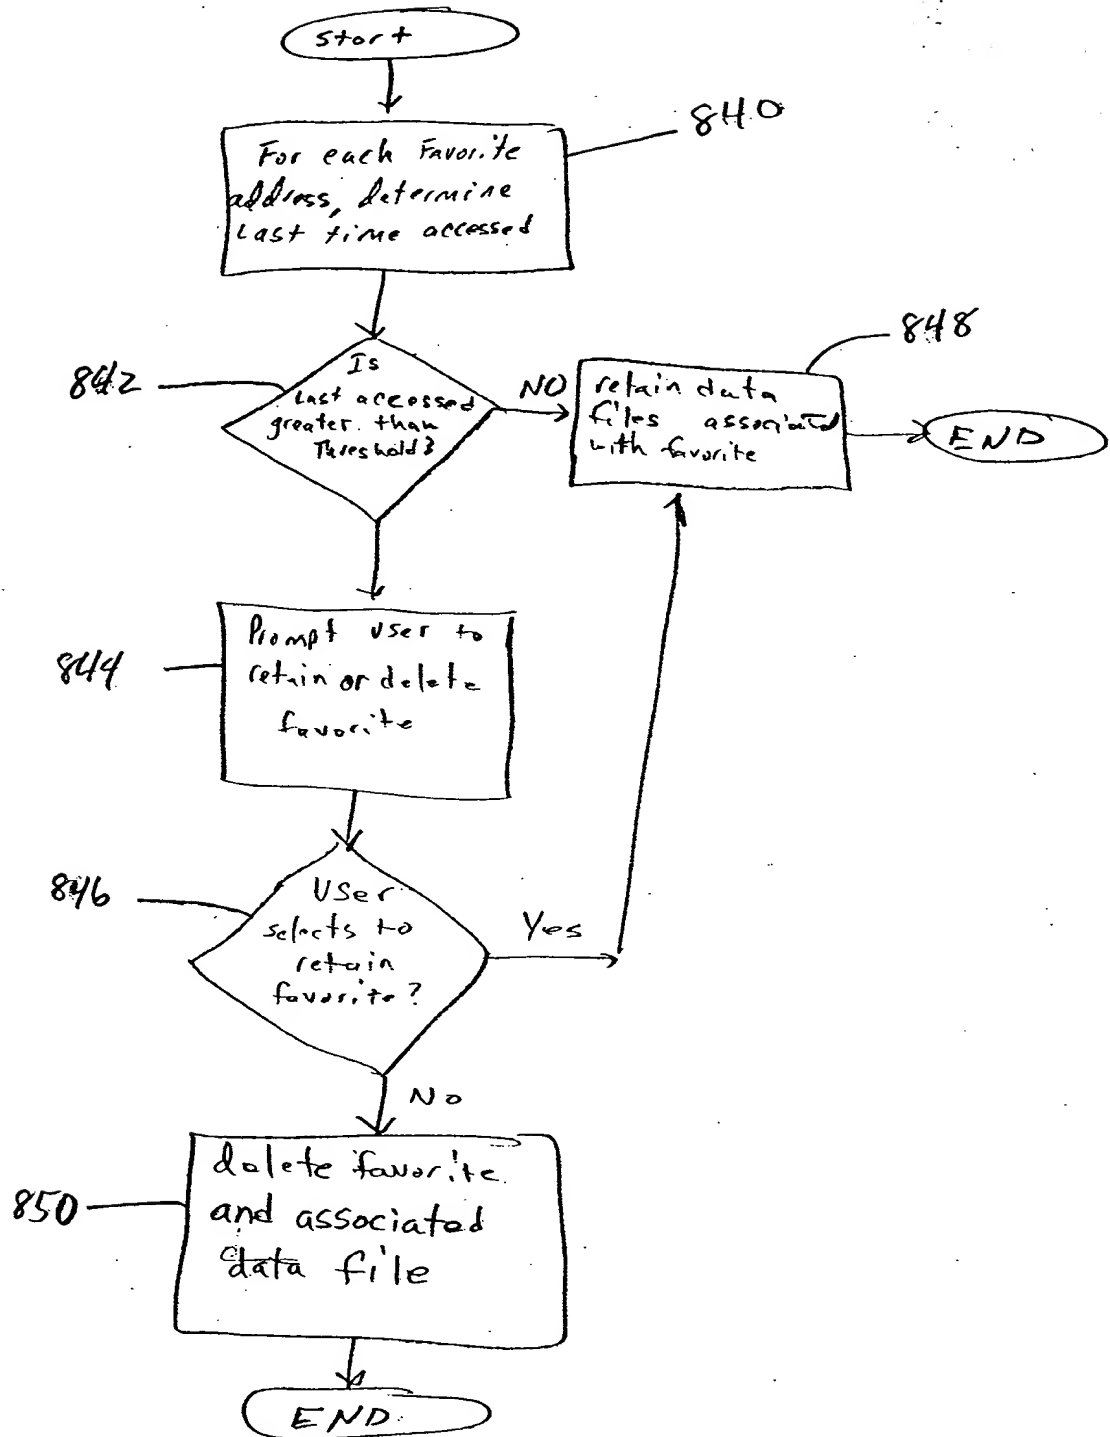 Start
840
For each Favorite
address, determine
Last time accessed
848
842
Is
Last accessed
greater than
Threshold?
NO
retain data
files associated
with favorite
END
844
Prompt user to
retain or delete
favorite
846
User
selects to
retain
favorite?
Yes
No
850
delete favorite
and associated
data file
END